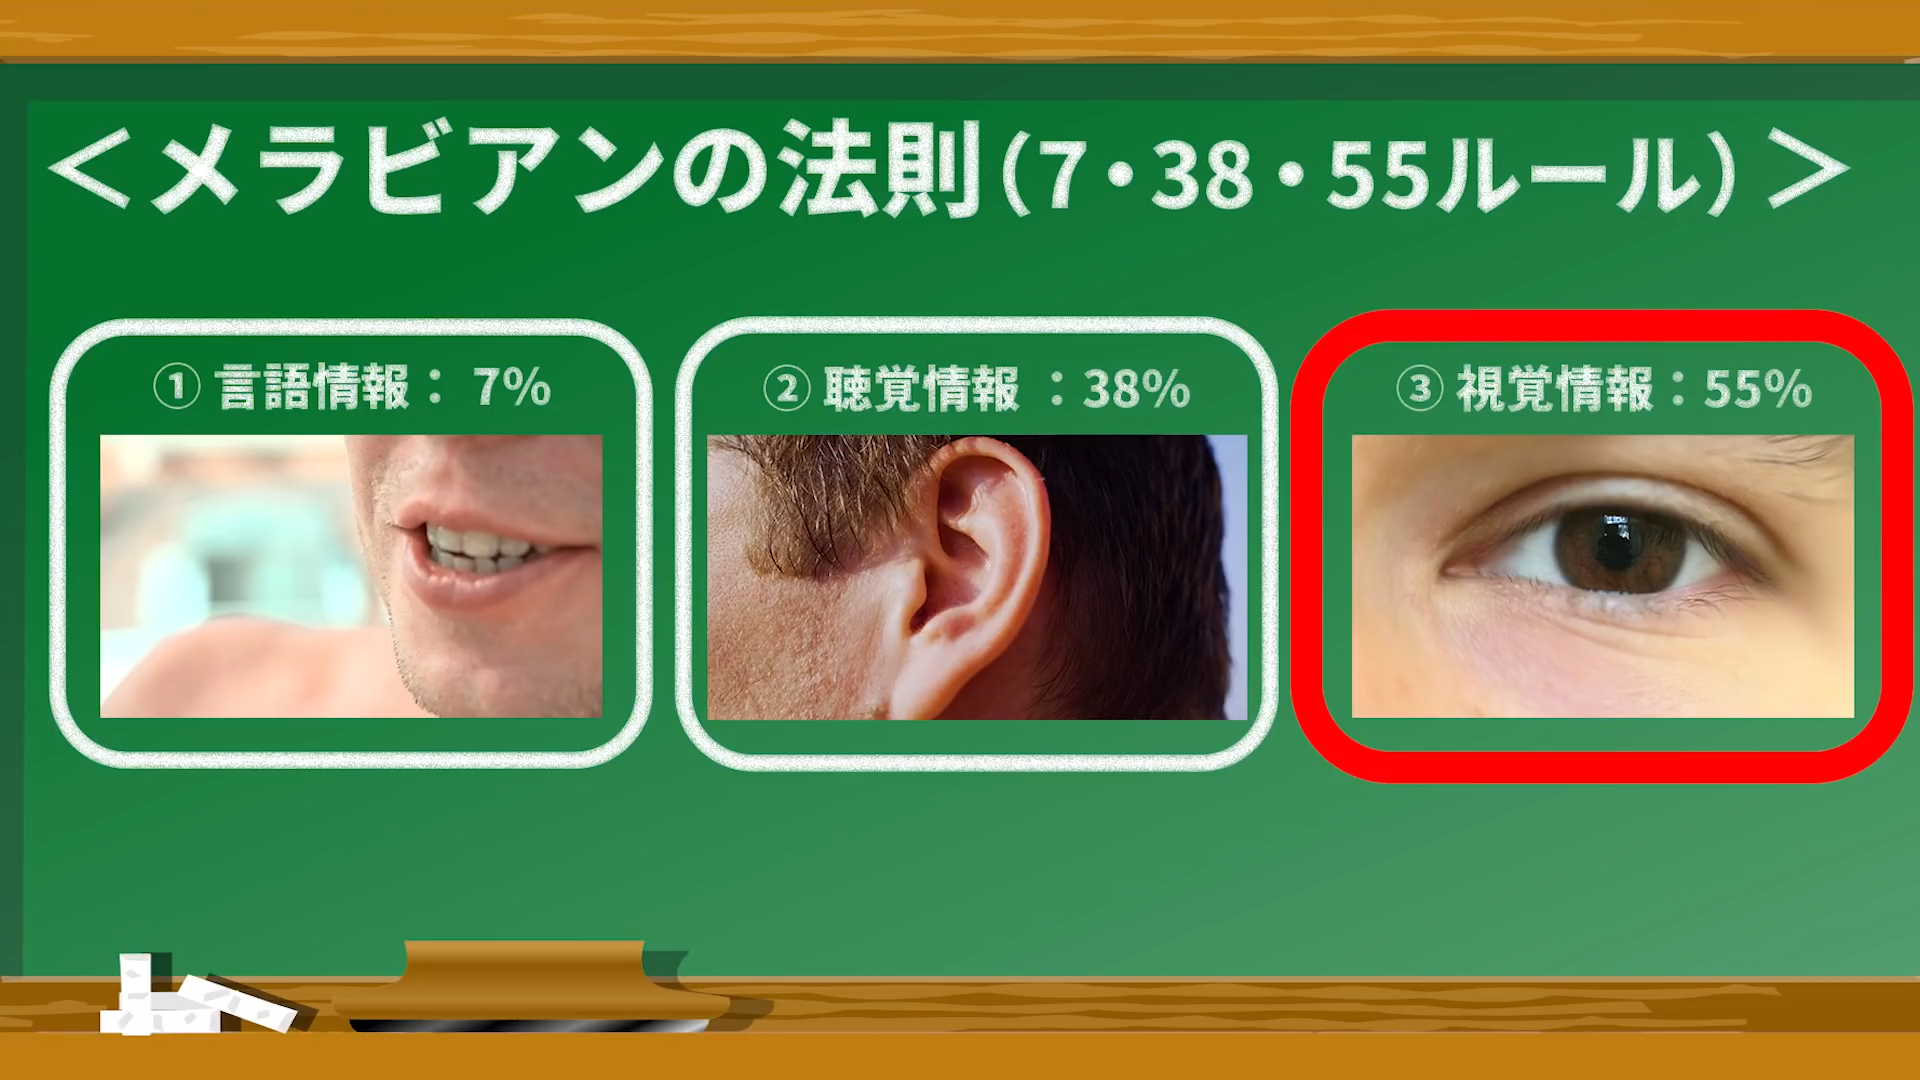 ＜メラビアンの法則（7・38・55ルール）＞
① 言語情報： 7%
② 聴覚情報 ：38%
③ 視覚情報：55%